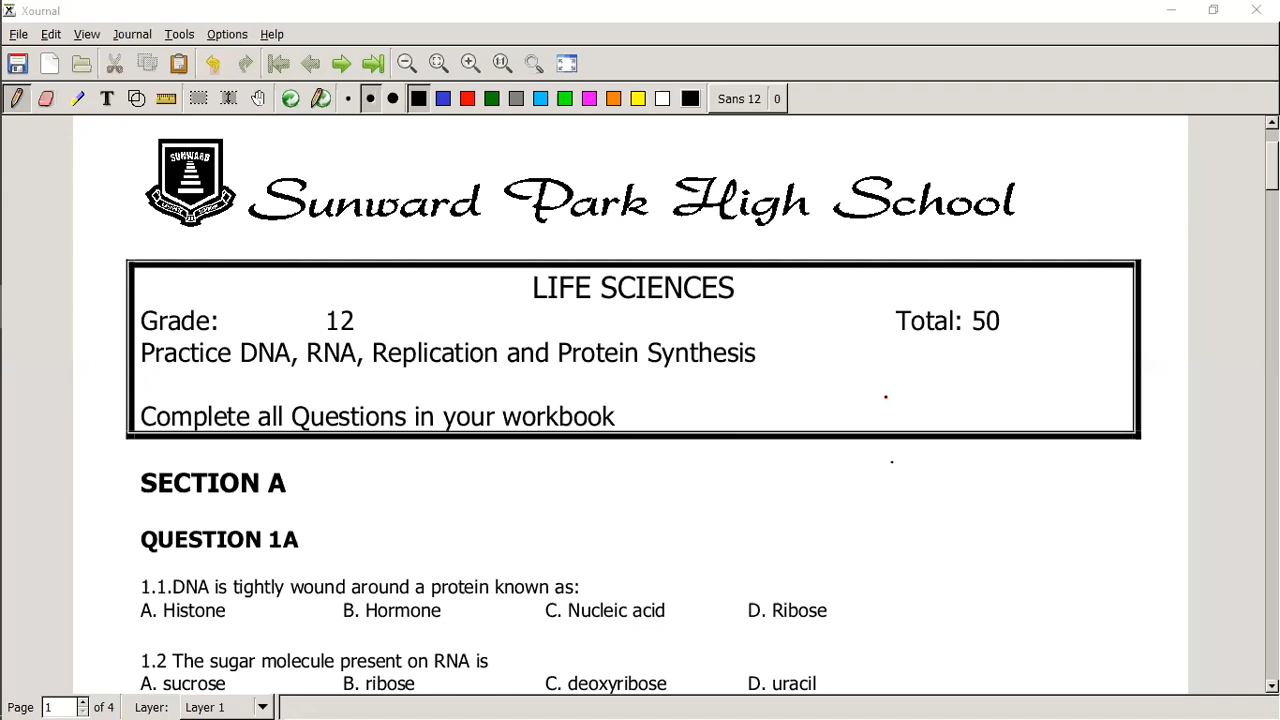 Xournal
File Edit View Journal Tools Options Help
Sans 12 0
SUNWARD
Sunward Park High School
LIFE SCIENCES
Grade: 12 Total: 50
Practice DNA, RNA, Replication and Protein Synthesis
Complete all Questions in your workbook
SECTION A
QUESTION 1A
1.1.DNA is tightly wound around a protein known as:
A. Histone B. Hormone C. Nucleic acid D. Ribose
1.2 The sugar molecule present on RNA is
A. sucrose B. ribose C. deoxyribose D. uracil
Page 1 of 4 Layer: Layer 1